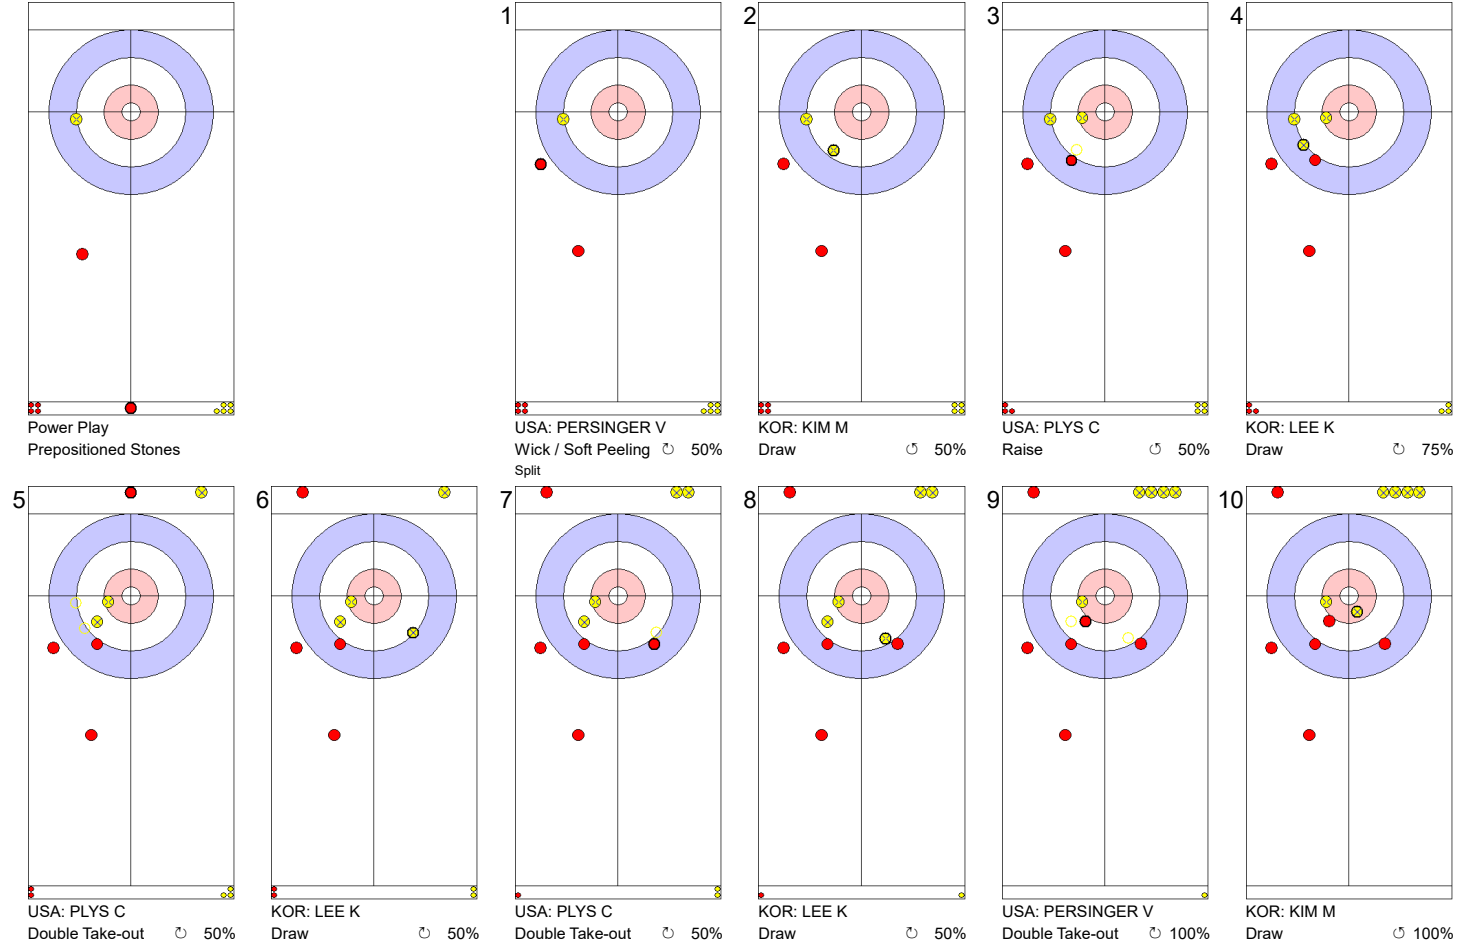 1
2
3
4
Power Play
Prepositioned Stones
USA: PERSINGER V
Wick / Soft Peeling ↻ 50%
Split
KOR: KIM M
Draw ↺ 50%
USA: PLYS C
Raise ↺ 50%
KOR: LEE K
Draw ↻ 75%
5
6
7
8
9
10
USA: PLYS C
Double Take-out ↻ 50%
KOR: LEE K
Draw ↻ 50%
USA: PLYS C
Double Take-out ↻ 50%
KOR: LEE K
Draw ↻ 50%
USA: PERSINGER V
Double Take-out ↻ 100%
KOR: KIM M
Draw ↺ 100%